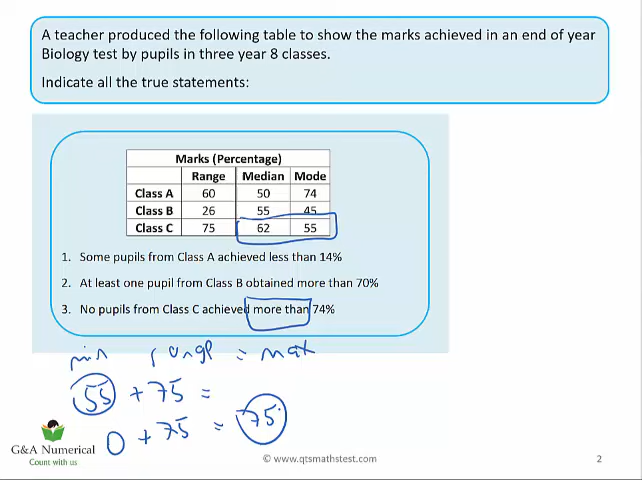 A teacher produced the following table to show the marks achieved in an end of year
Biology test by pupils in three year 8 classes.
Indicate all the true statements:
Marks (Percentage)
Range Median Mode
Class A 60 50 74
Class B 26 55 45
Class C 75 62 55
1. Some pupils from Class A achieved less than 14%
2. At least one pupil from Class B obtained more than 70%
3. No pupils from Class C achieved more than 74%
min range = max
55 + 75 =
0 + 75 = 75
G&A Numerical
Count with us
© www.qtsmathstest.com
2